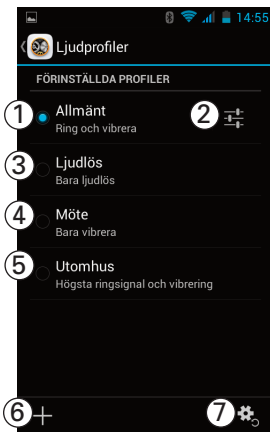 14:55
Ljudprofiler
FÖRINSTÄLLDA PROFILER
1 Allmänt 2
Ring och vibrera
3 Ljudlös
Bara ljudlös
4 Möte
Bara vibrera
5 Utomhus
Högsta ringsignal och vibrering
6 7